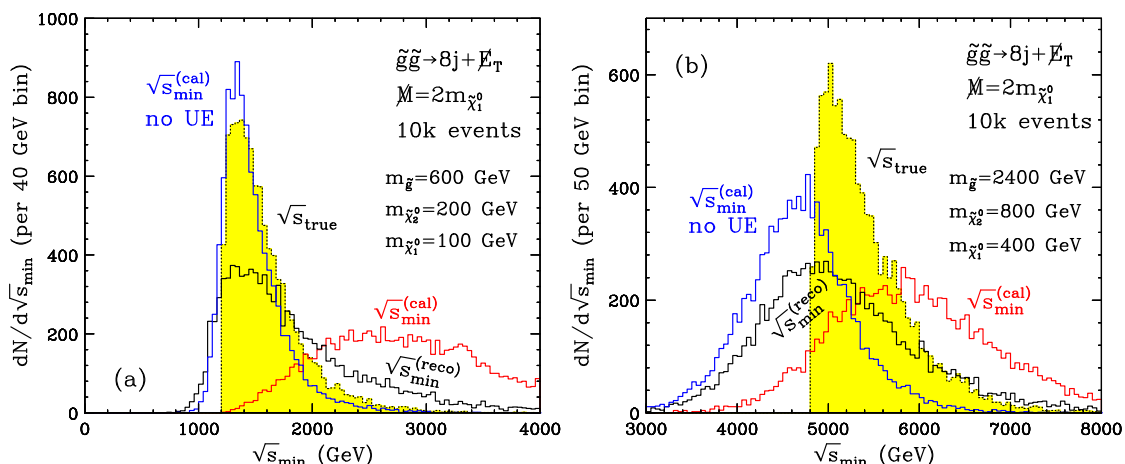 dN/d√s_min (per 40 GeV bin)
1000
800
600
400
200
0
√s_min^(cal)
no UE
g̃g̃→8j+E̸_T
M̸=2m_χ̃₁⁰
10k events
m_g̃=600 GeV
m_χ̃₂⁰=200 GeV
m_χ̃₁⁰=100 GeV
√s_true
√s_min^(cal)
√s_min^(reco)
(a)
0
1000
2000
3000
4000
√s_min (GeV)
dN/d√s_min (per 50 GeV bin)
600
400
200
0
(b)
g̃g̃→8j+E̸_T
M̸=2m_χ̃₁⁰
10k events
√s_true
m_g̃=2400 GeV
m_χ̃₂⁰=800 GeV
m_χ̃₁⁰=400 GeV
√s_min^(cal)
no UE
√s_min^(reco)
√s_min^(cal)
3000
4000
5000
6000
7000
8000
√s_min (GeV)